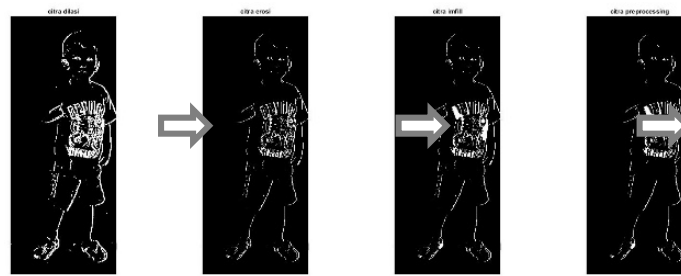 citra dilasi
citra erosi
citra imfill
citra preprocessing